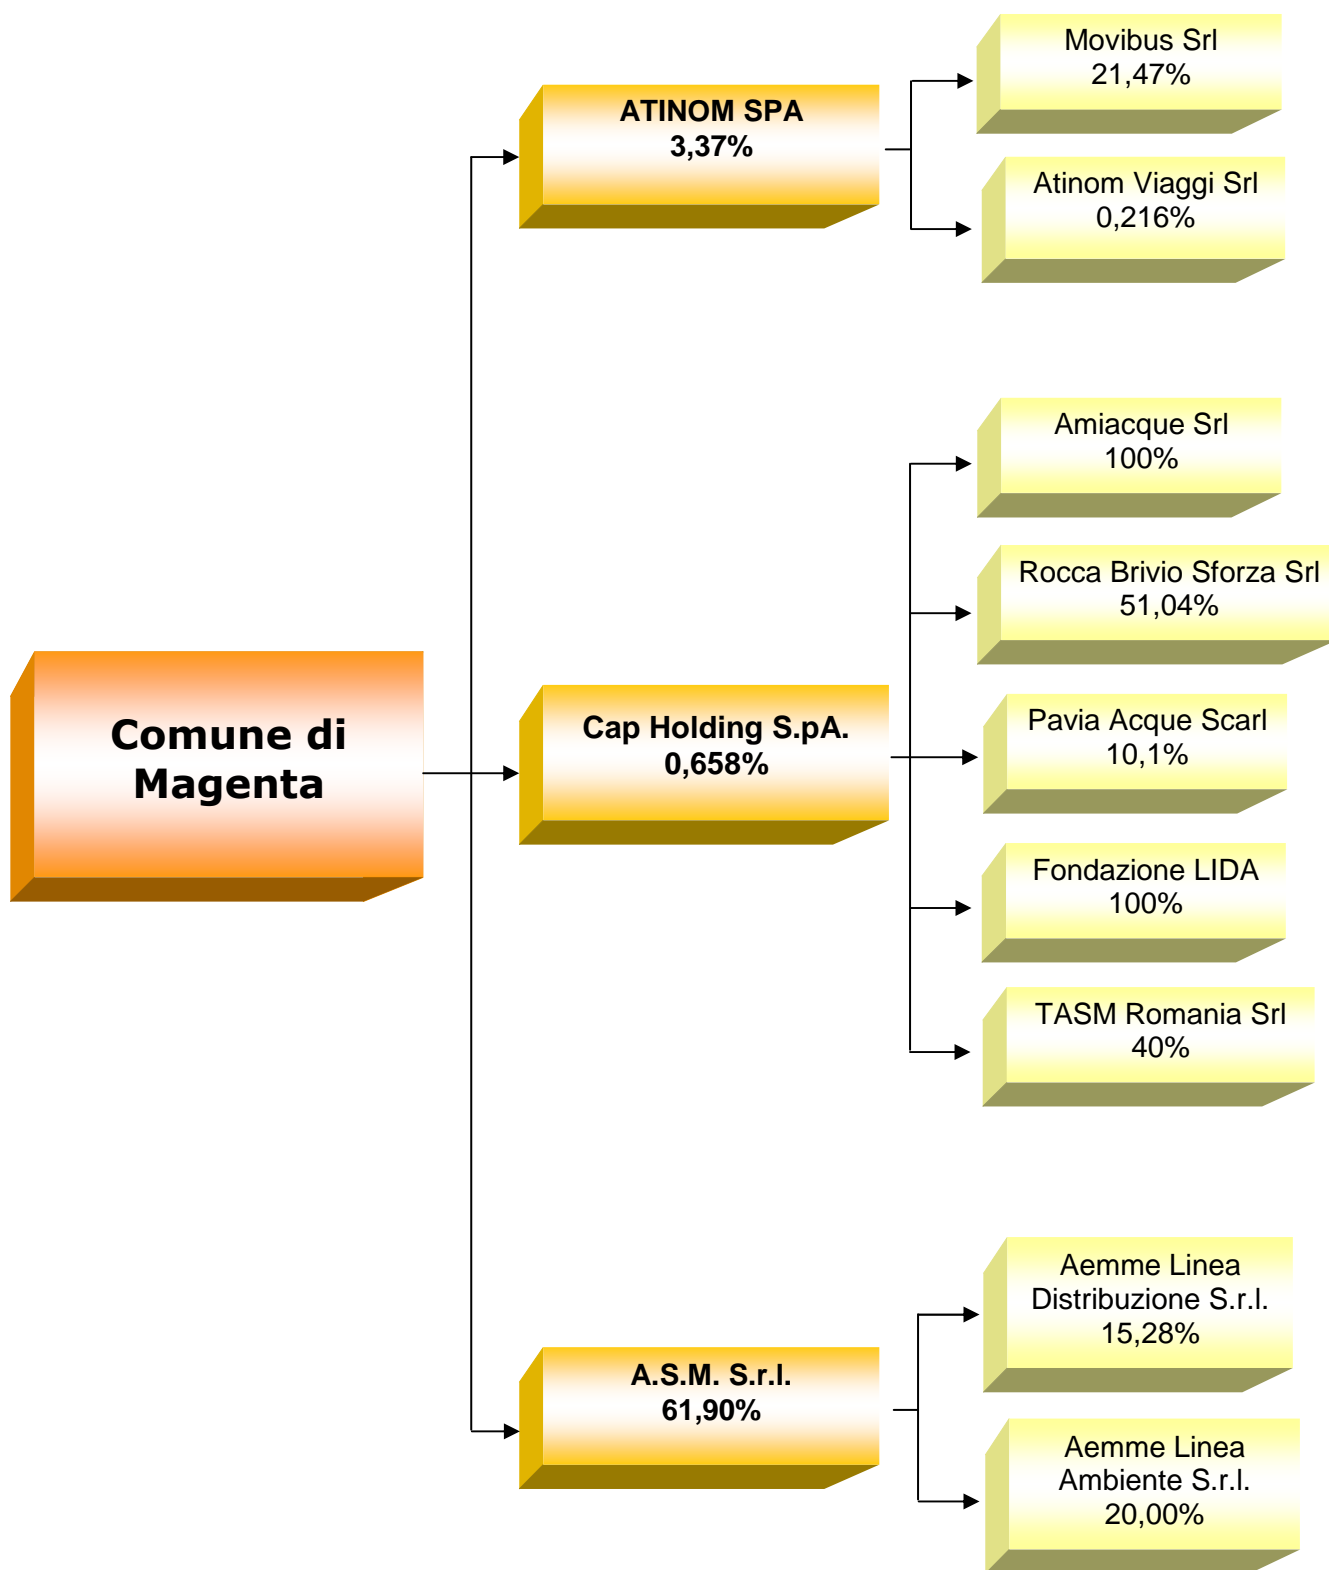 Comune di
Magenta
ATINOM SPA
3,37%
Movibus Srl
21,47%
Atinom Viaggi Srl
0,216%
Cap Holding S.pA.
0,658%
Amiacque Srl
100%
Rocca Brivio Sforza Srl
51,04%
Pavia Acque Scarl
10,1%
Fondazione LIDA
100%
TASM Romania Srl
40%
A.S.M. S.r.l.
61,90%
Aemme Linea
Distribuzione S.r.l.
15,28%
Aemme Linea
Ambiente S.r.l.
20,00%